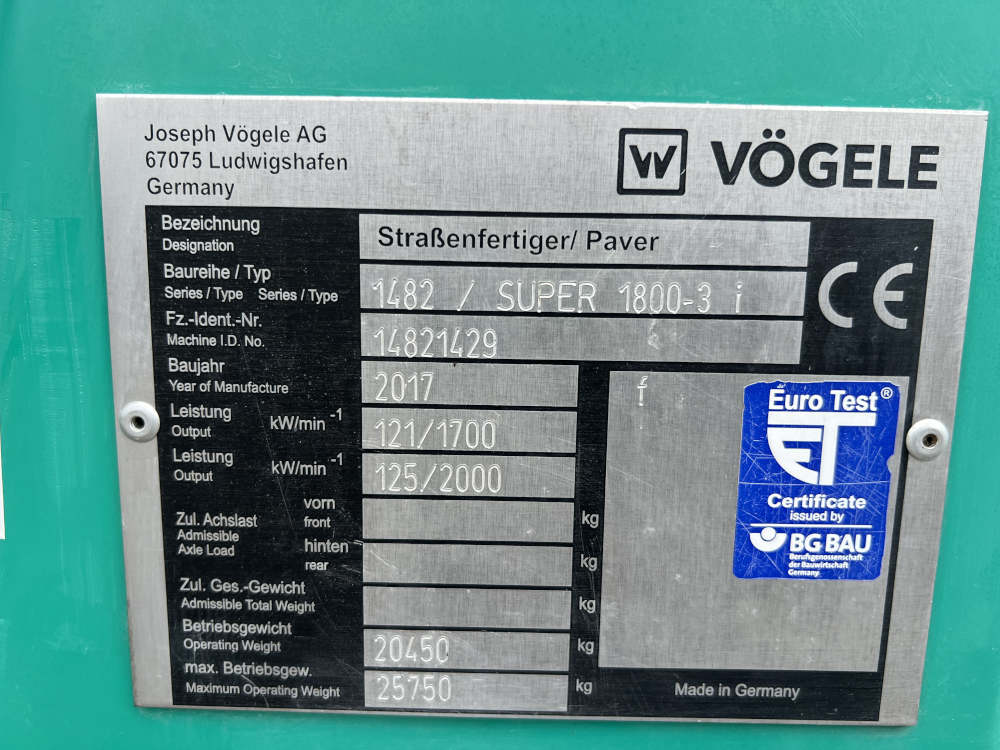 Joseph Vögele AG
67075 Ludwigshafen
Germany
W VÖGELE
Bezeichnung
Designation
Straßenfertiger/ Paver
Baureihe / Typ
Series / Type Series / Type
1482 / SUPER 1800-3 i
CE
Fz.-Ident.-Nr.
Machine I.D. No.
14821429
Baujahr
Year of Manufacture
2017
Leistung
Output
kW/min-1
121/1700
Leistung
Output
kW/min-1
125/2000
Zul. Achslast
Admissible
Axle Load
vorn
front
kg
hinten
rear
kg
Zul. Ges.-Gewicht
Admissible Total Weight
kg
Betriebsgewicht
Operating Weight
20450
kg
max. Betriebsgew.
Maximum Operating Weight
25750
kg
Euro Test®
ET
Certificate
issued by
BG BAU
Berufsgenossenschaft
der Bauwirtschaft
Germany
Made in Germany